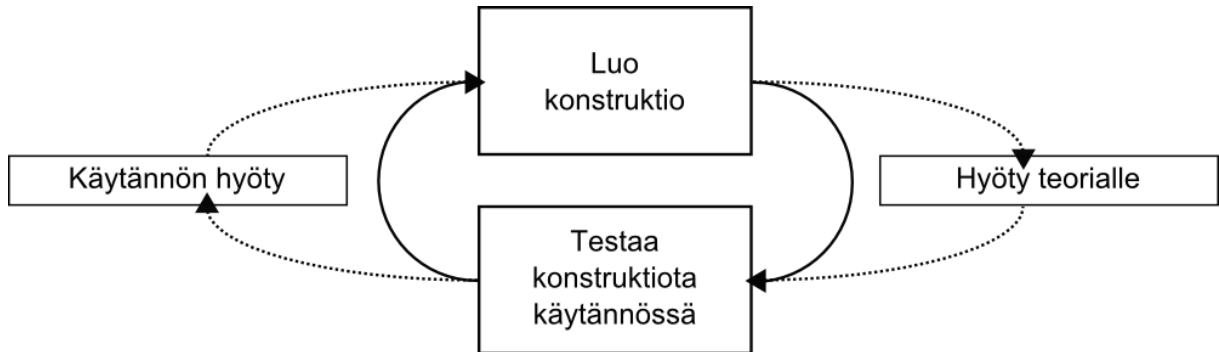 Luo
konstruktio
Käytännön hyöty
Hyöty teorialle
Testaa
konstruktiota
käytännössä